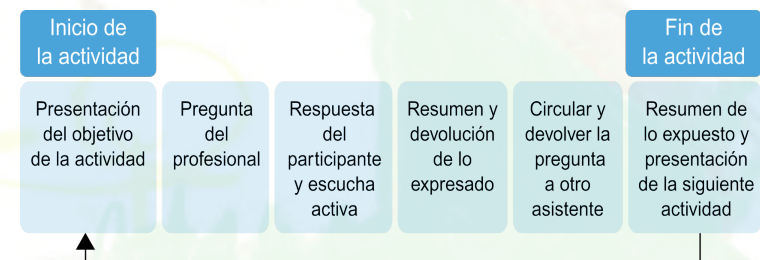 Inicio de
la actividad
Fin de
la actividad
Presentación
del objetivo
de la actividad
Pregunta
del
profesional
Respuesta
del
participante
y escucha
activa
Resumen y
devolución
de lo
expresado
Circular y
devolver la
pregunta
a otro
asistente
Resumen de
lo expuesto y
presentación
de la siguiente
actividad